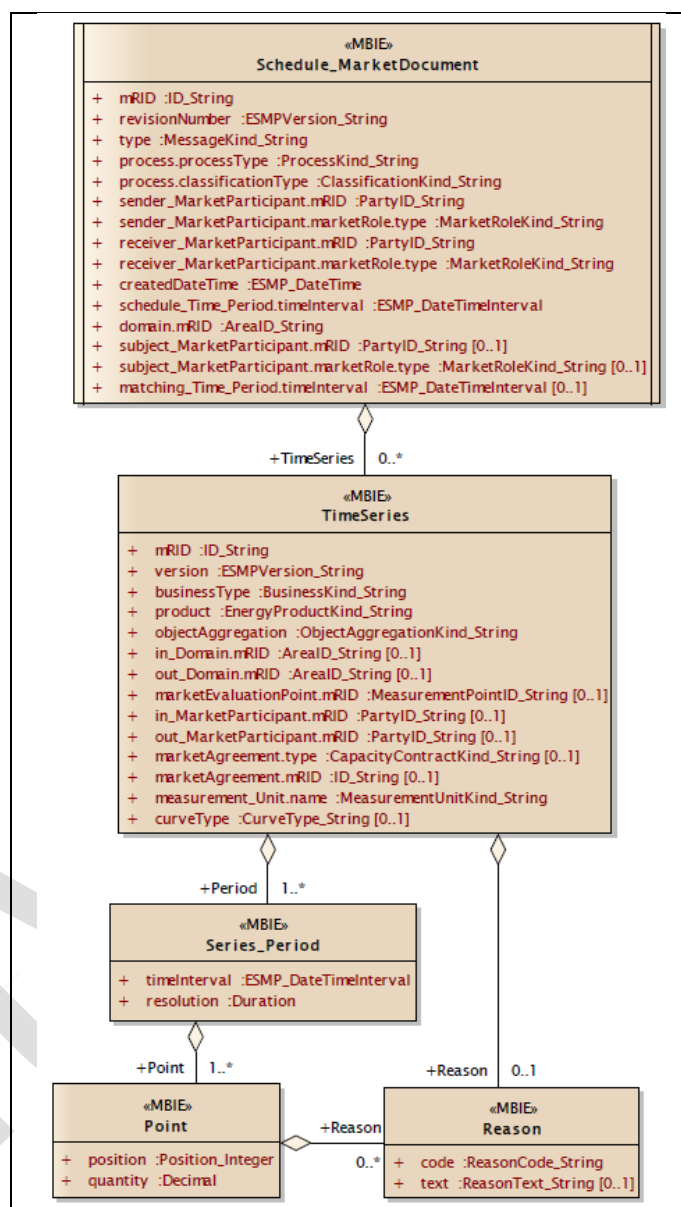 «MBIE»
Schedule_MarketDocument
+ mRID :ID_String
+ revisionNumber :ESMPVersion_String
+ type :MessageKind_String
+ process.processType :ProcessKind_String
+ process.classificationType :ClassificationKind_String
+ sender_MarketParticipant.mRID :PartyID_String
+ sender_MarketParticipant.marketRole.type :MarketRoleKind_String
+ receiver_MarketParticipant.mRID :PartyID_String
+ receiver_MarketParticipant.marketRole.type :MarketRoleKind_String
+ createdDateTime :ESMP_DateTime
+ schedule_Time_Period.timeInterval :ESMP_DateTimeInterval
+ domain.mRID :AreaID_String
+ subject_MarketParticipant.mRID :PartyID_String [0..1]
+ subject_MarketParticipant.marketRole.type :MarketRoleKind_String [0..1]
+ matching_Time_Period.timeInterval :ESMP_DateTimeInterval [0..1]
+TimeSeries 0..*
«MBIE»
TimeSeries
+ mRID :ID_String
+ version :ESMPVersion_String
+ businessType :BusinessKind_String
+ product :EnergyProductKind_String
+ objectAggregation :ObjectAggregationKind_String
+ in_Domain.mRID :AreaID_String [0..1]
+ out_Domain.mRID :AreaID_String [0..1]
+ marketEvaluationPoint.mRID :MeasurementPointID_String [0..1]
+ in_MarketParticipant.mRID :PartyID_String [0..1]
+ out_MarketParticipant.mRID :PartyID_String [0..1]
+ marketAgreement.type :CapacityContractKind_String [0..1]
+ marketAgreement.mRID :ID_String [0..1]
+ measurement_Unit.name :MeasurementUnitKind_String
+ curveType :CurveType_String [0..1]
+Period 1..*
«MBIE»
Series_Period
+ timeInterval :ESMP_DateTimeInterval
+ resolution :Duration
+Point 1..*
+Reason 0..1
«MBIE»
Point
+ position :Position_Integer
+ quantity :Decimal
+Reason
0..*
«MBIE»
Reason
+ code :ReasonCode_String
+ text :ReasonText_String [0..1]